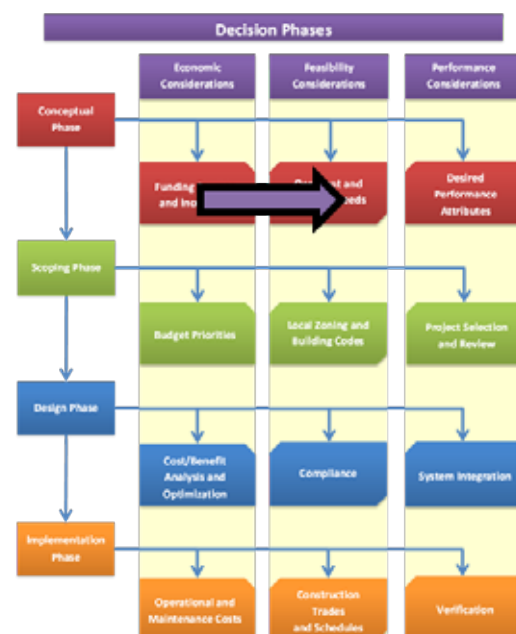 Decision Phases
Economic
Considerations
Feasibility
Considerations
Performance
Considerations
Conceptual
Phase
Funding
and
and
Desired
Performance
Attributes
Scoping Phase
Budget Priorities
Local Zoning and
Building Codes
Project Selection
and Review
Design Phase
Cost/Benefit
Analysis and
Optimization
Compliance
System Integration
Implementation
Phase
Operational and
Maintenance Costs
Construction
Trades
and Schedules
Verification